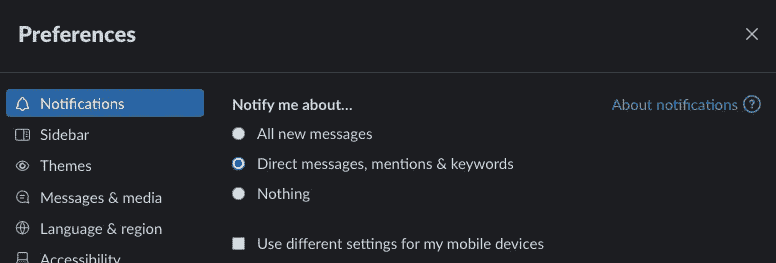 Preferences
Notifications
Sidebar
Themes
Messages & media
Language & region
Accessibility
Notify me about...
About notifications
All new messages
Direct messages, mentions & keywords
Nothing
Use different settings for my mobile devices